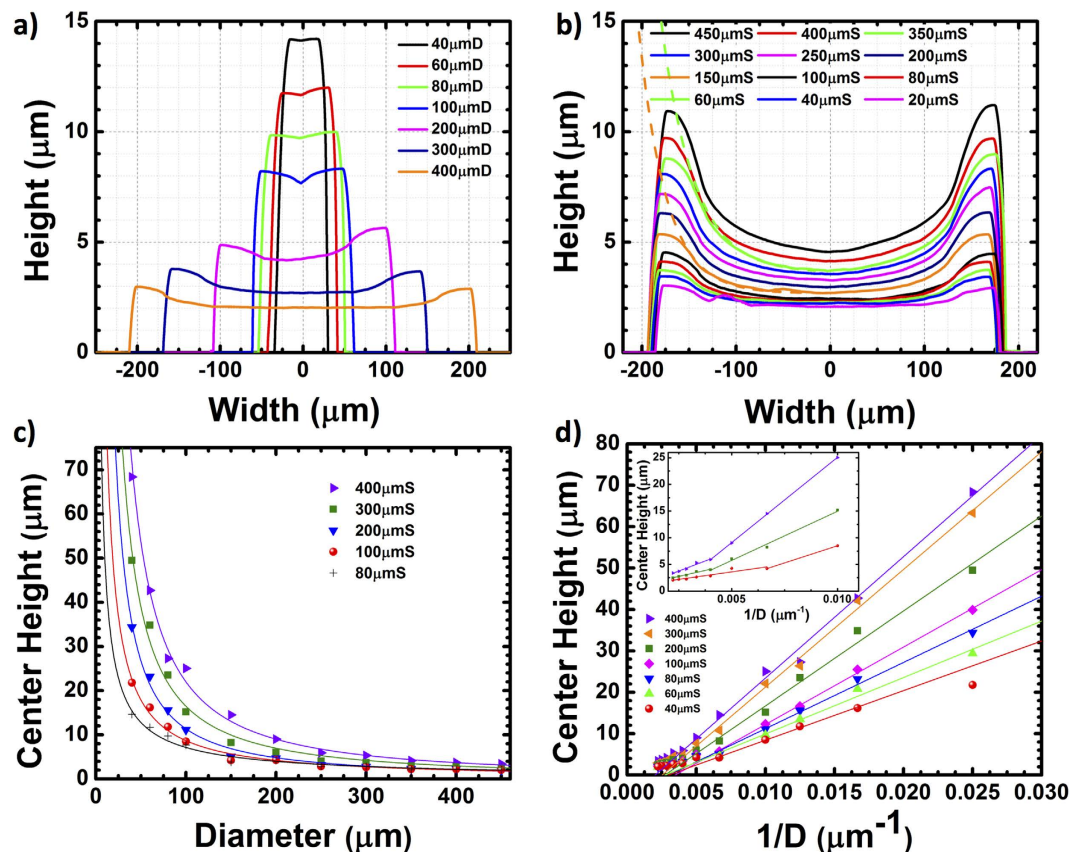 a)
15
10
5
0
Height (μm)
40μmD
60μmD
80μmD
100μmD
200μmD
300μmD
400μmD
-200 -100 0 100 200
Width (μm)
b)
15
10
5
0
Height (μm)
450μmS 400μmS 350μmS
300μmS 250μmS 200μmS
150μmS 100μmS 80μmS
60μmS 40μmS 20μmS
-200 -100 0 100 200
Width (μm)
c)
70
60
50
40
30
20
10
0
Center Height (μm)
400μmS
300μmS
200μmS
100μmS
80μmS
0 100 200 300 400
Diameter (μm)
d)
80
70
60
50
40
30
20
10
0
Center Height (μm)
25
20
15
10
5
0
Center Height (μm)
0.005 0.010
1/D (μm⁻¹)
400μmS
300μmS
200μmS
100μmS
80μmS
60μmS
40μmS
0.000 0.005 0.010 0.015 0.020 0.025 0.030
1/D (μm⁻¹)